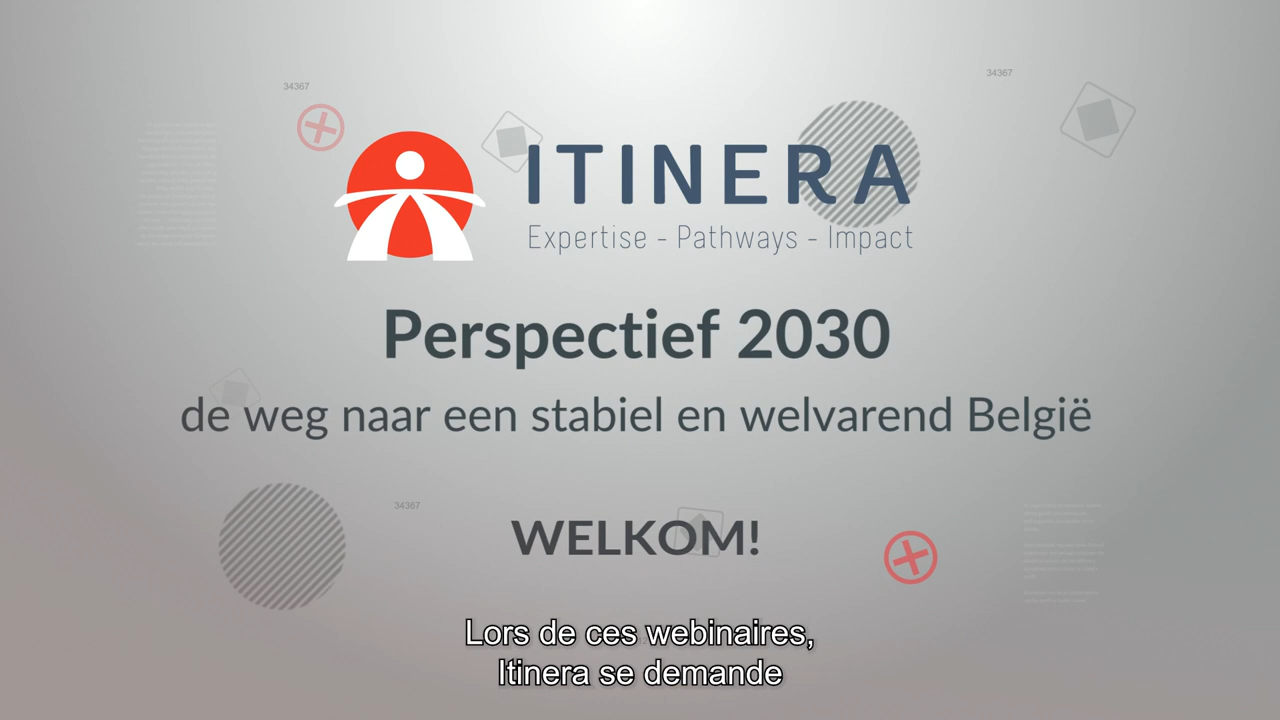 34367
34367
ITINERA
Expertise - Pathways - Impact
Perspectief 2030
de weg naar een stabiel en welvarend België
34367
WELKOM!
Lors de ces webinaires,
Itinera se demande